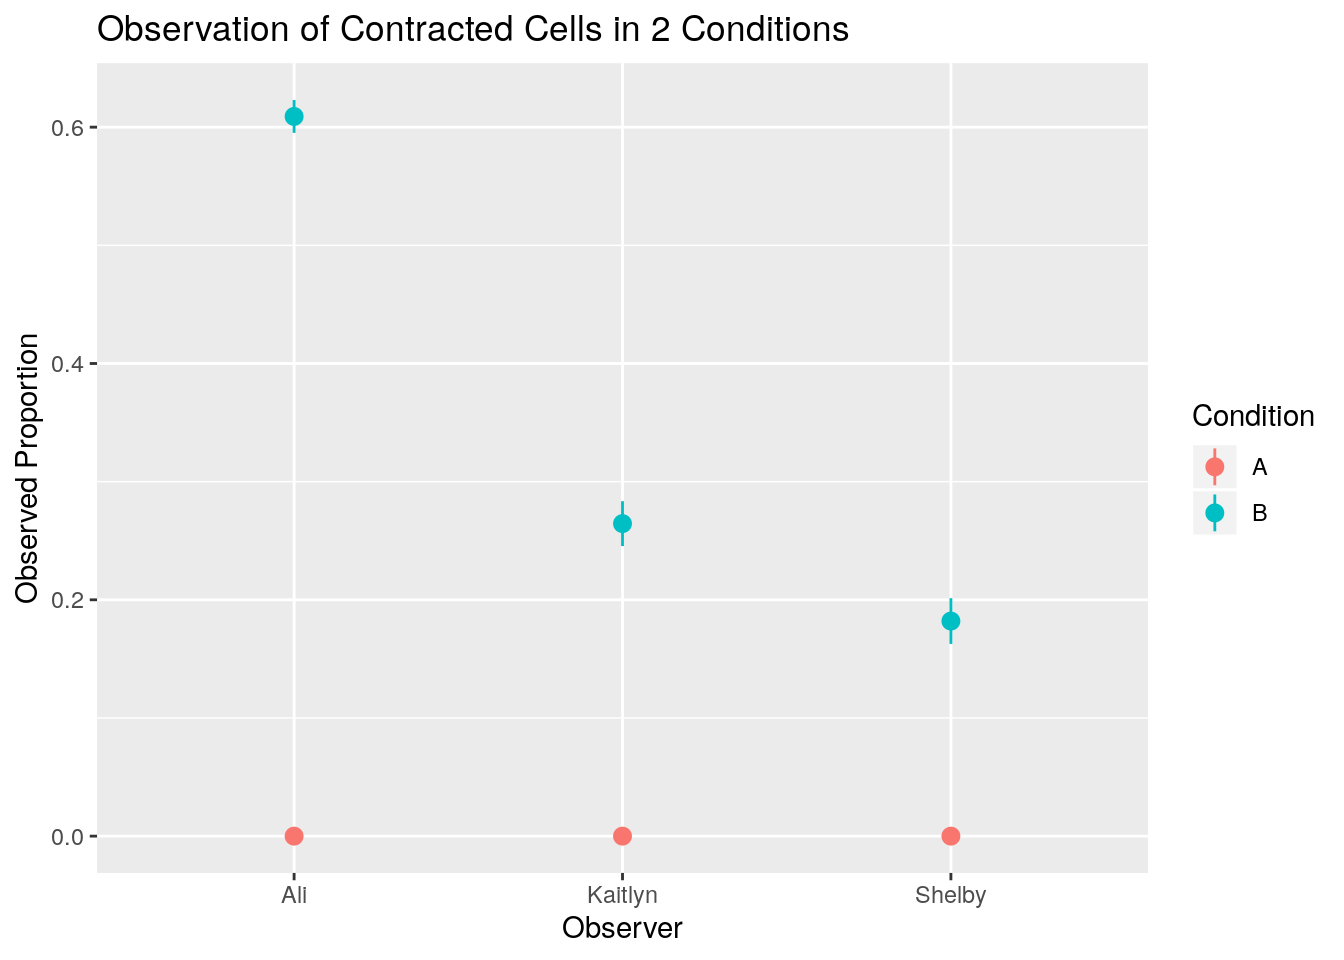 Observation of Contracted Cells in 2 Conditions
Observed Proportion
0.6
0.4
0.2
0.0
Ali
Kaitlyn
Shelby
Observer
Condition
A
B